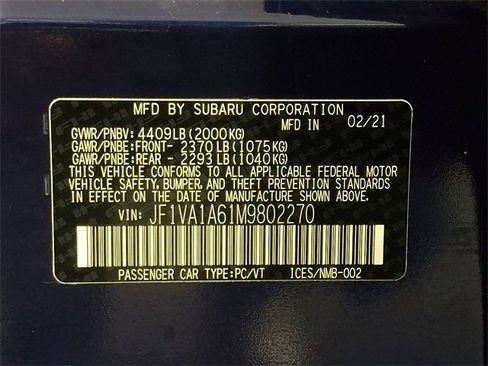 MFD BY SUBARU CORPORATION
MFD IN 02/21
GVWR/PNBV: 4409LB (2000KG)
GAWR/PNBE:FRONT- 2370LB (1075KG)
GAWR/PNBE:REAR - 2293LB (1040KG)
THIS VEHICLE CONFORMS TO ALL APPLICABLE FEDERAL MOTOR
VEHICLE SAFETY, BUMPER, AND THEFT PREVENTION STANDARDS
IN EFFECT ON THE DATE OF MANUFACTURE SHOWN ABOVE.
VIN: JF1VA1A61M9802270
PASSENGER CAR TYPE:PC/VT ICES/NMB-002